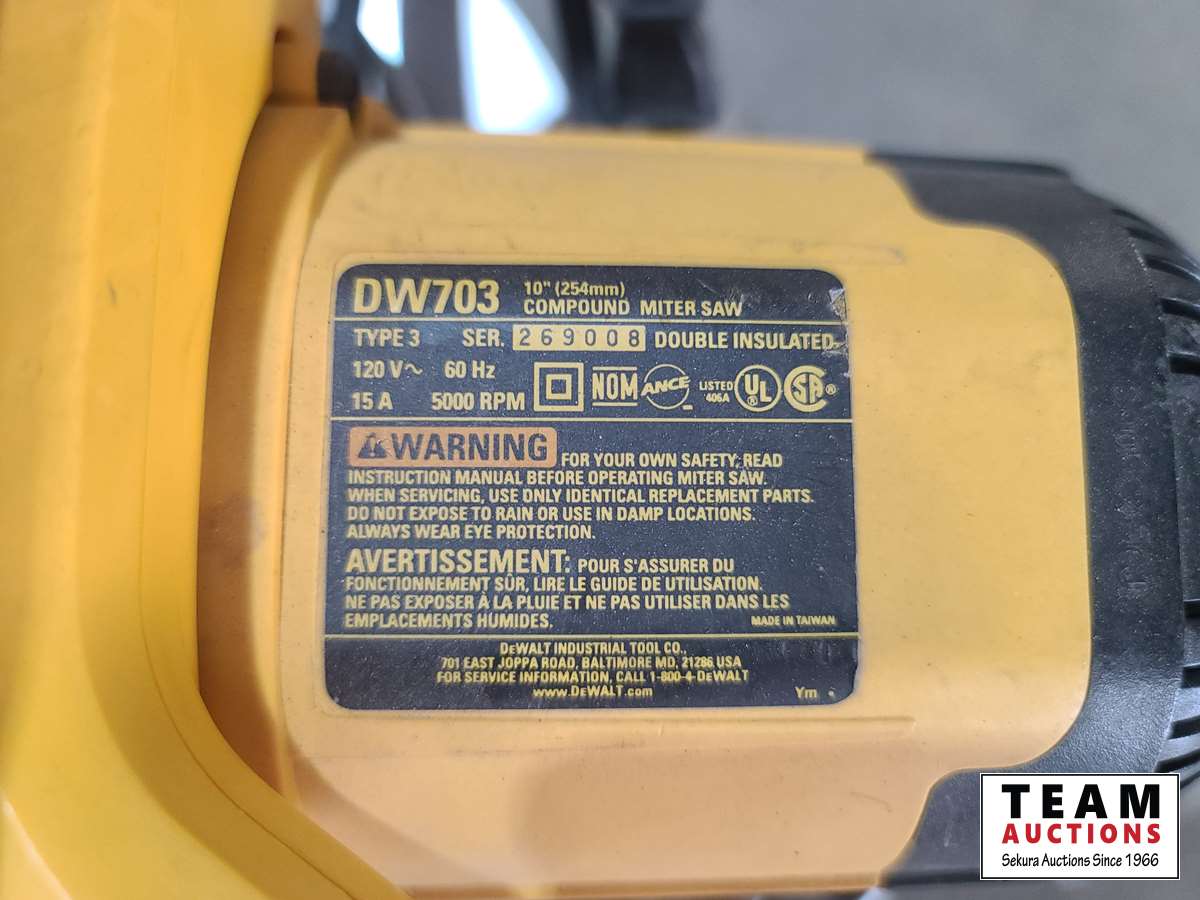 DW703 10" (254mm)
COMPOUND MITER SAW
TYPE 3 SER. 269008 DOUBLE INSULATED
120 V~ 60 Hz
15 A 5000 RPM
NOM ANCE LISTED 406A UL ® SA ®
WARNING FOR YOUR OWN SAFETY, READ
INSTRUCTION MANUAL BEFORE OPERATING MITER SAW.
WHEN SERVICING, USE ONLY IDENTICAL REPLACEMENT PARTS.
DO NOT EXPOSE TO RAIN OR USE IN DAMP LOCATIONS.
ALWAYS WEAR EYE PROTECTION.
AVERTISSEMENT: POUR S'ASSURER DU
FONCTIONNEMENT SÛR, LIRE LE GUIDE DE UTILISATION.
NE PAS EXPOSER À LA PLUIE ET NE PAS UTILISER DANS LES
EMPLACEMENTS HUMIDES. MADE IN TAIWAN
DEWALT INDUSTRIAL TOOL CO.,
701 EAST JOPPA ROAD, BALTIMORE MD, 21286 USA
FOR SERVICE INFORMATION, CALL 1-800-4-DEWALT
www.DEWALT.com Ym
TEAM
AUCTIONS
Sekura Auctions Since 1966